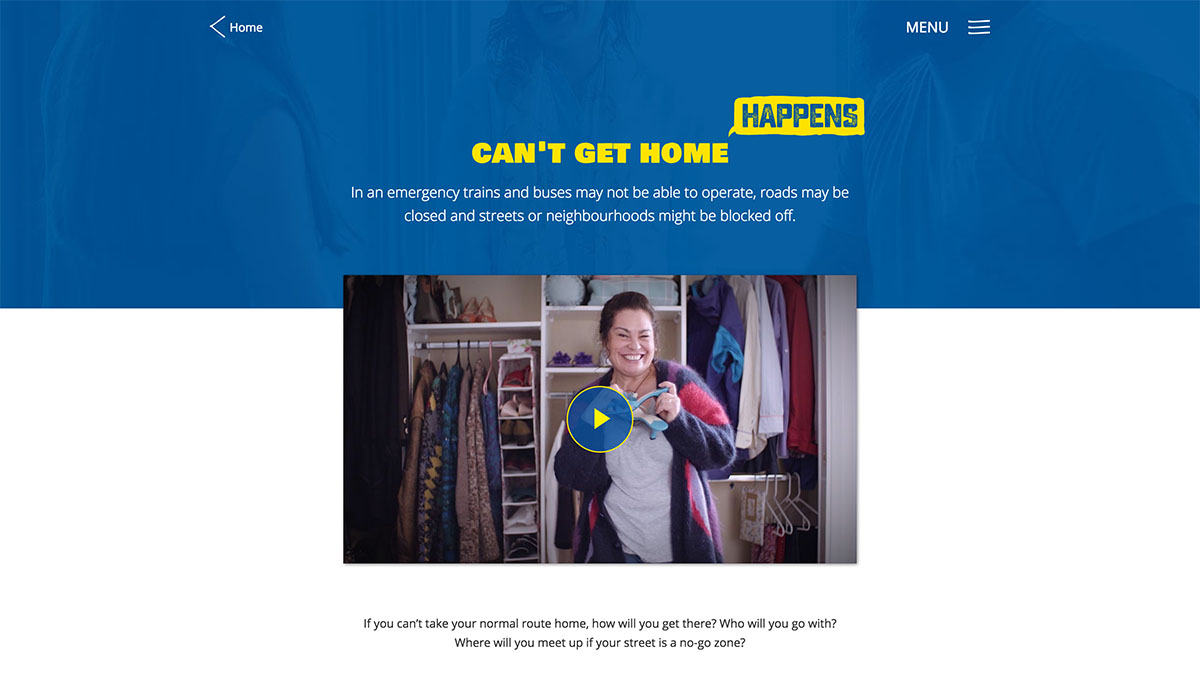 Home
MENU
HAPPENS
CAN'T GET HOME
In an emergency trains and buses may not be able to operate, roads may be
closed and streets or neighbourhoods might be blocked off.
If you can’t take your normal route home, how will you get there? Who will you go with?
Where will you meet up if your street is a no-go zone?